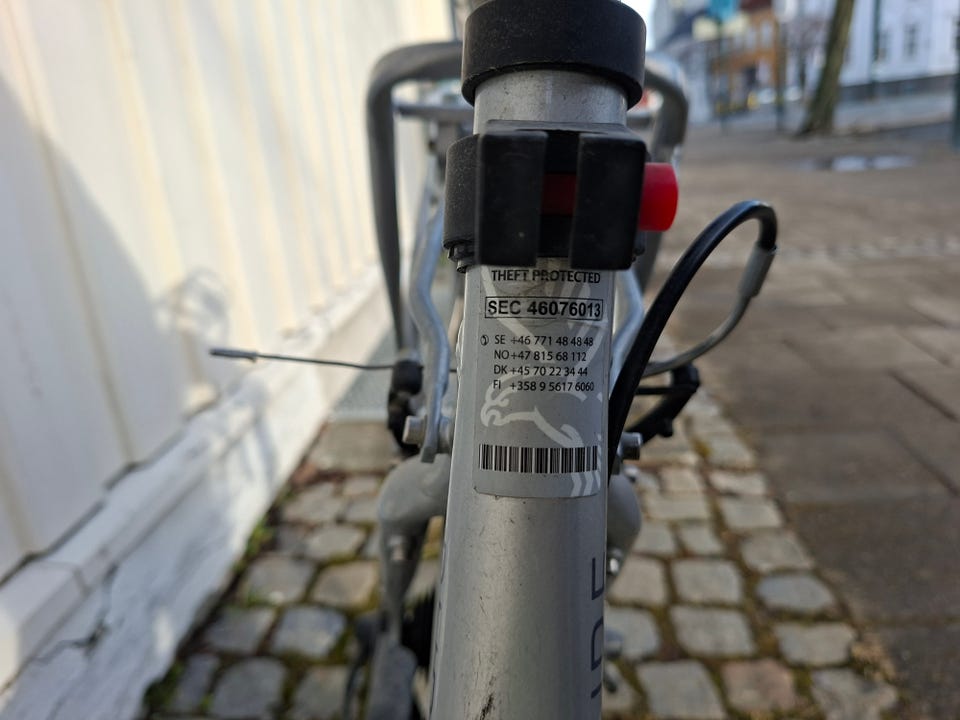 THEFT PROTECTED
SEC 46076013
SE +46 771 48 48 48
NO +47 815 68 112
DK +45 70 22 34 44
FI +358 9 5617 6060